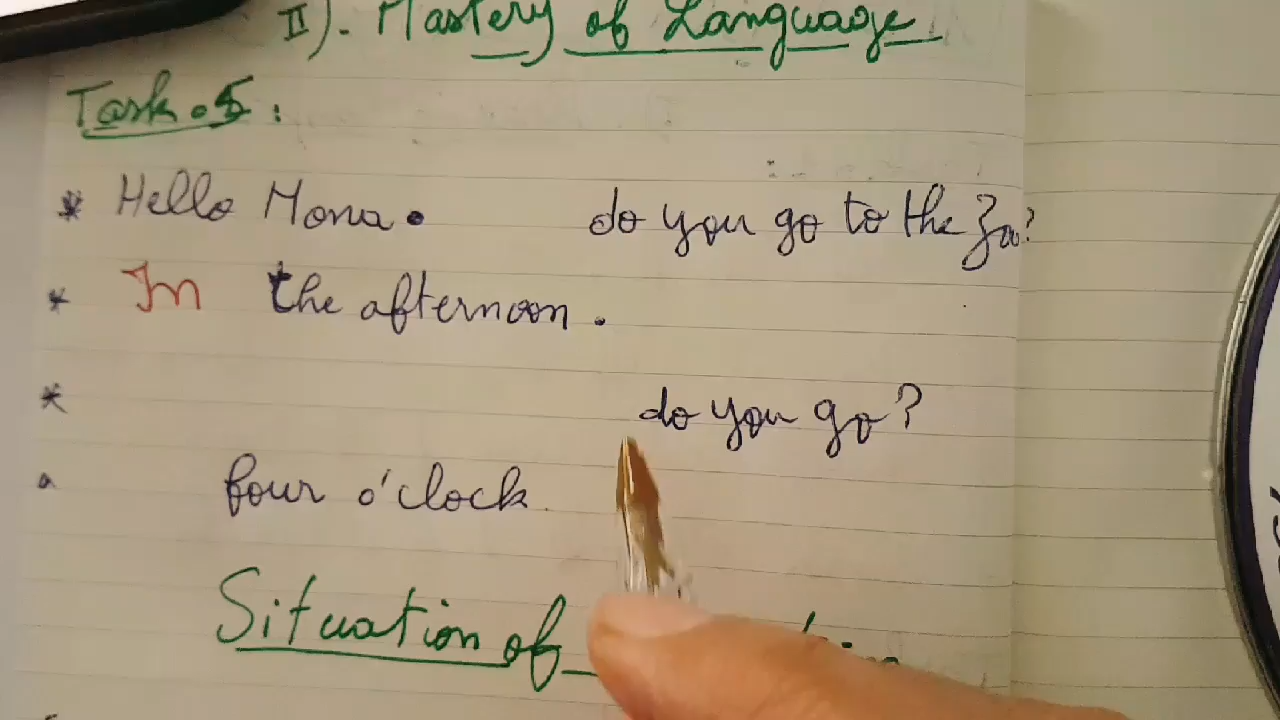 II). Mastery of Language
Task.5:
* Hello Mona. do you go to the Zoo?
* In the afternoon.
* do you go?
four o'clock.
Situation of